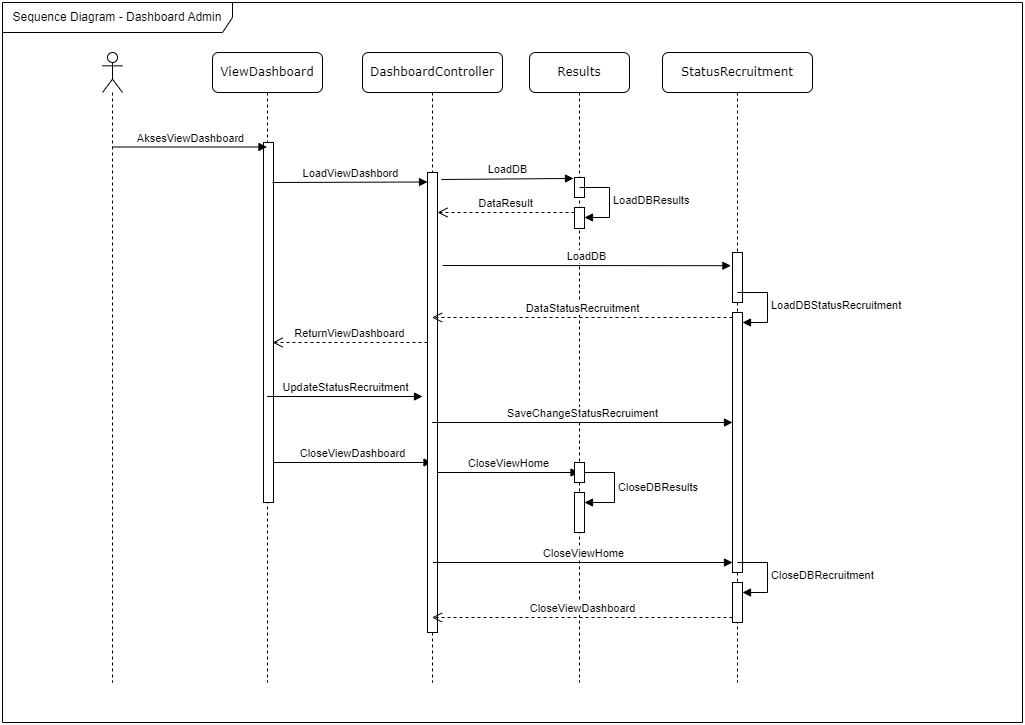 Sequence Diagram - Dashboard Admin
ViewDashboard
DashboardController
Results
StatusRecruitment
AksesViewDashboard
LoadViewDashbord
LoadDB
LoadDBResults
DataResult
LoadDB
LoadDBStatusRecruitment
DataStatusRecruitment
ReturnViewDashboard
UpdateStatusRecruitment
SaveChangeStatusRecruiment
CloseViewDashboard
CloseViewHome
CloseDBResults
CloseViewHome
CloseDBRecruitment
CloseViewDashboard